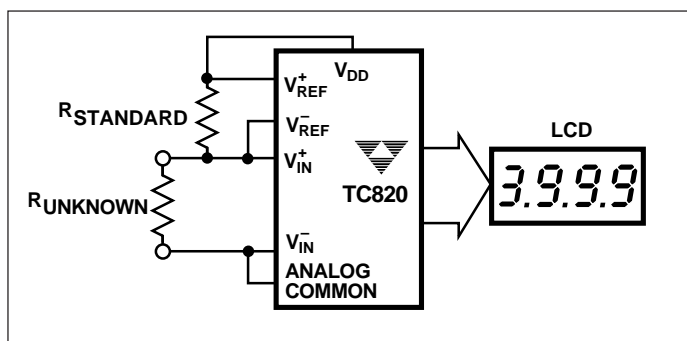 V_DD
V+_REF
R_STANDARD
V-_REF
V+_IN
LCD
TC820
3.9.9.9
R_UNKNOWN
V-_IN
ANALOG
COMMON